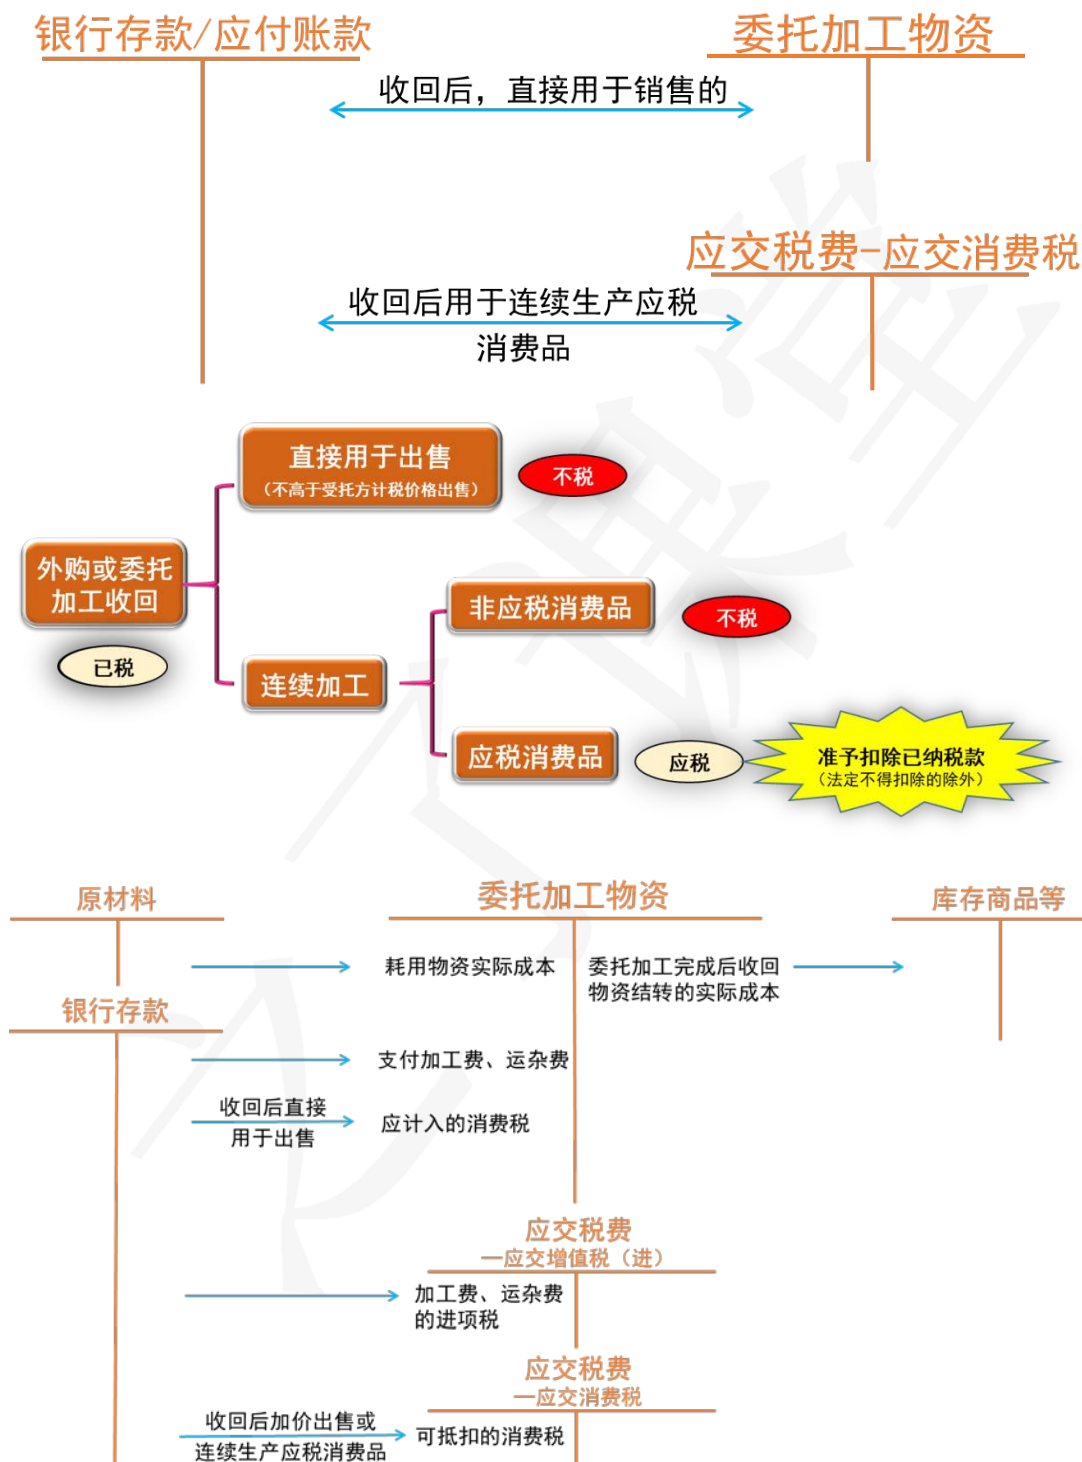 银行存款/应付账款
委托加工物资
收回后，直接用于销售的
应交税费-应交消费税
收回后用于连续生产应税
消费品
直接用于出售
（不高于受托方计税价格出售）
不税
外购或委托
加工收回
已税
非应税消费品
不税
连续加工
应税消费品
应税
准予扣除已纳税款
（法定不得扣除的除外）
原材料
委托加工物资
库存商品等
耗用物资实际成本
委托加工完成后收回
物资结转的实际成本
银行存款
支付加工费、运杂费
收回后直接
用于出售
应计入的消费税
应交税费
—应交增值税（进）
加工费、运杂费
的进项税
应交税费
—应交消费税
收回后加价出售或
连续生产应税消费品
可抵扣的消费税